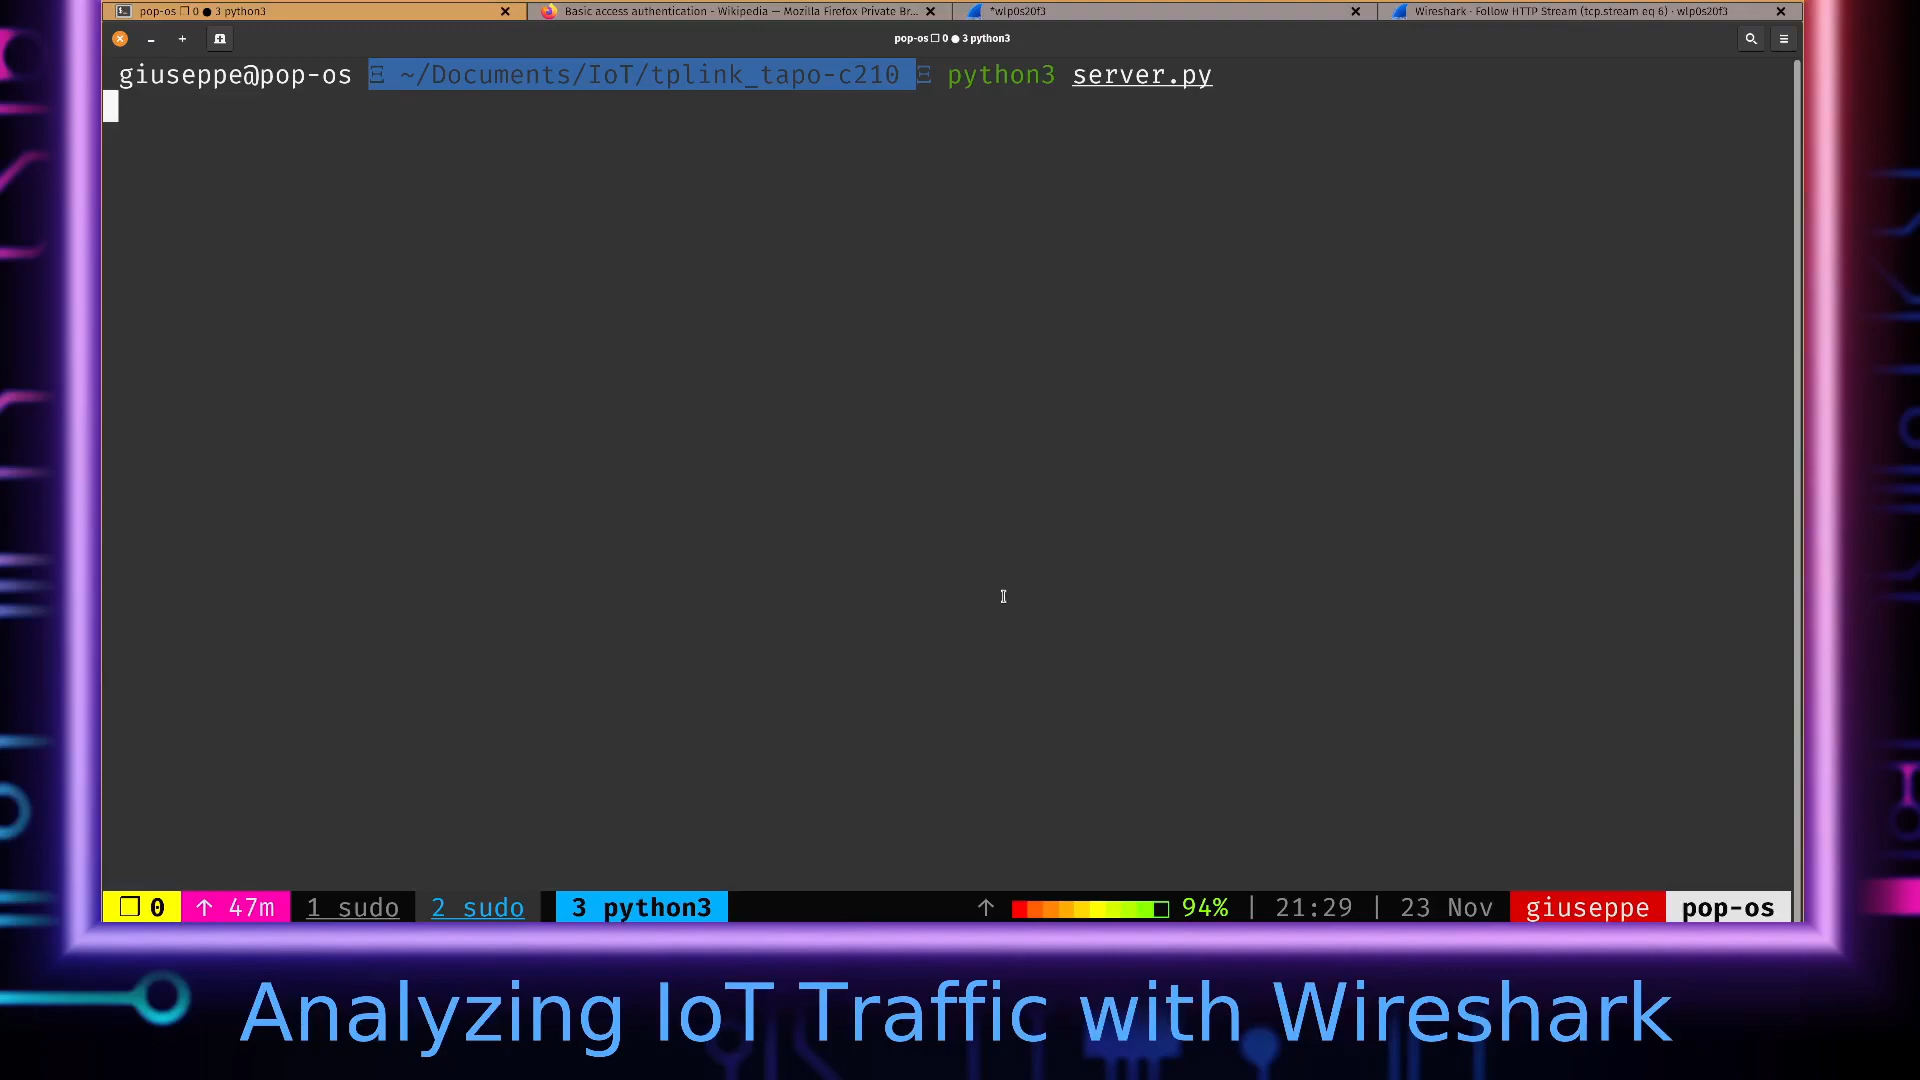 pop-os ❐ 0 ● 3 python3
Basic access authentication - Wikipedia — Mozilla Firefox Private Br...
*wlp0s20f3
Wireshark · Follow HTTP Stream (tcp.stream eq 6) · wlp0s20f3
pop-os ❐ 0 ● 3 python3
giuseppe@pop-os Ξ ~/Documents/IoT/tplink_tapo-c210 Ξ python3 server.py
❐ 0 ↑ 47m 1 sudo 2 sudo 3 python3 ↑ 94% | 21:29 | 23 Nov giuseppe pop-os
Analyzing IoT Traffic with Wireshark